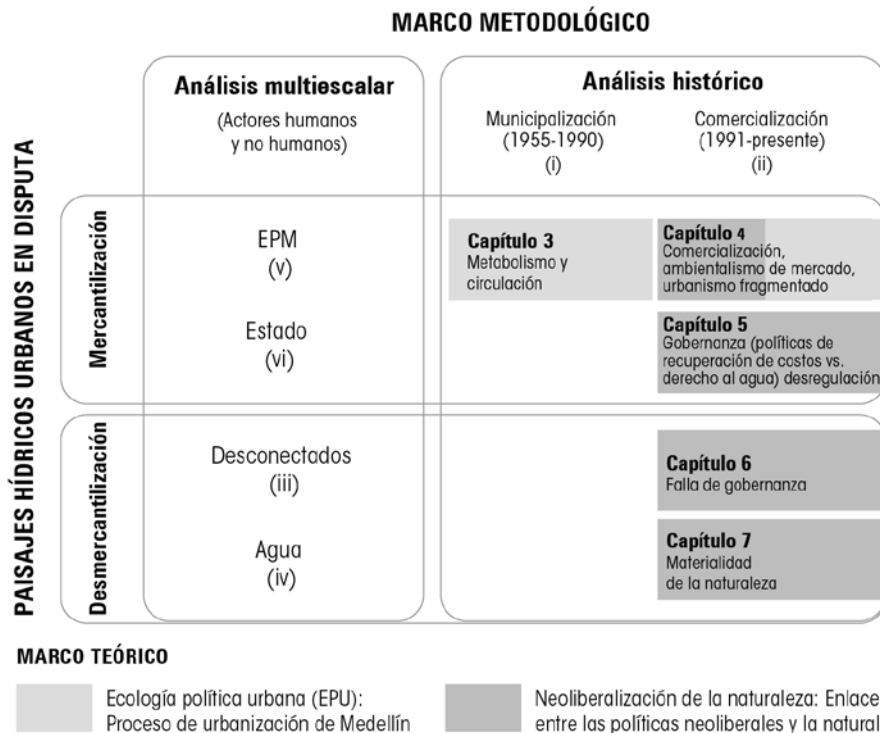 MARCO METODOLÓGICO
PAISAJES HÍDRICOS URBANOS EN DISPUTA
Análisis multiescalar
(Actores humanos
y no humanos)
Análisis histórico
Municipalización
(1955-1990)
(i)
Comercialización
(1991-presente)
(ii)
Mercantilización
EPM
(v)
Capítulo 3
Metabolismo y
circulación
Capítulo 4
Comercialización,
ambientalismo de mercado,
urbanismo fragmentado
Estado
(vi)
Capítulo 5
Gobernanza (políticas de
recuperación de costos vs.
derecho al agua) desregulación
Desmercantilización
Desconectados
(iii)
Capítulo 6
Falla de gobernanza
Agua
(iv)
Capítulo 7
Materialidad
de la naturaleza
MARCO TEÓRICO
Ecología política urbana (EPU):
Proceso de urbanización de Medellín
Neoliberalización de la naturaleza: Enlace
entre las políticas neoliberales y la natural